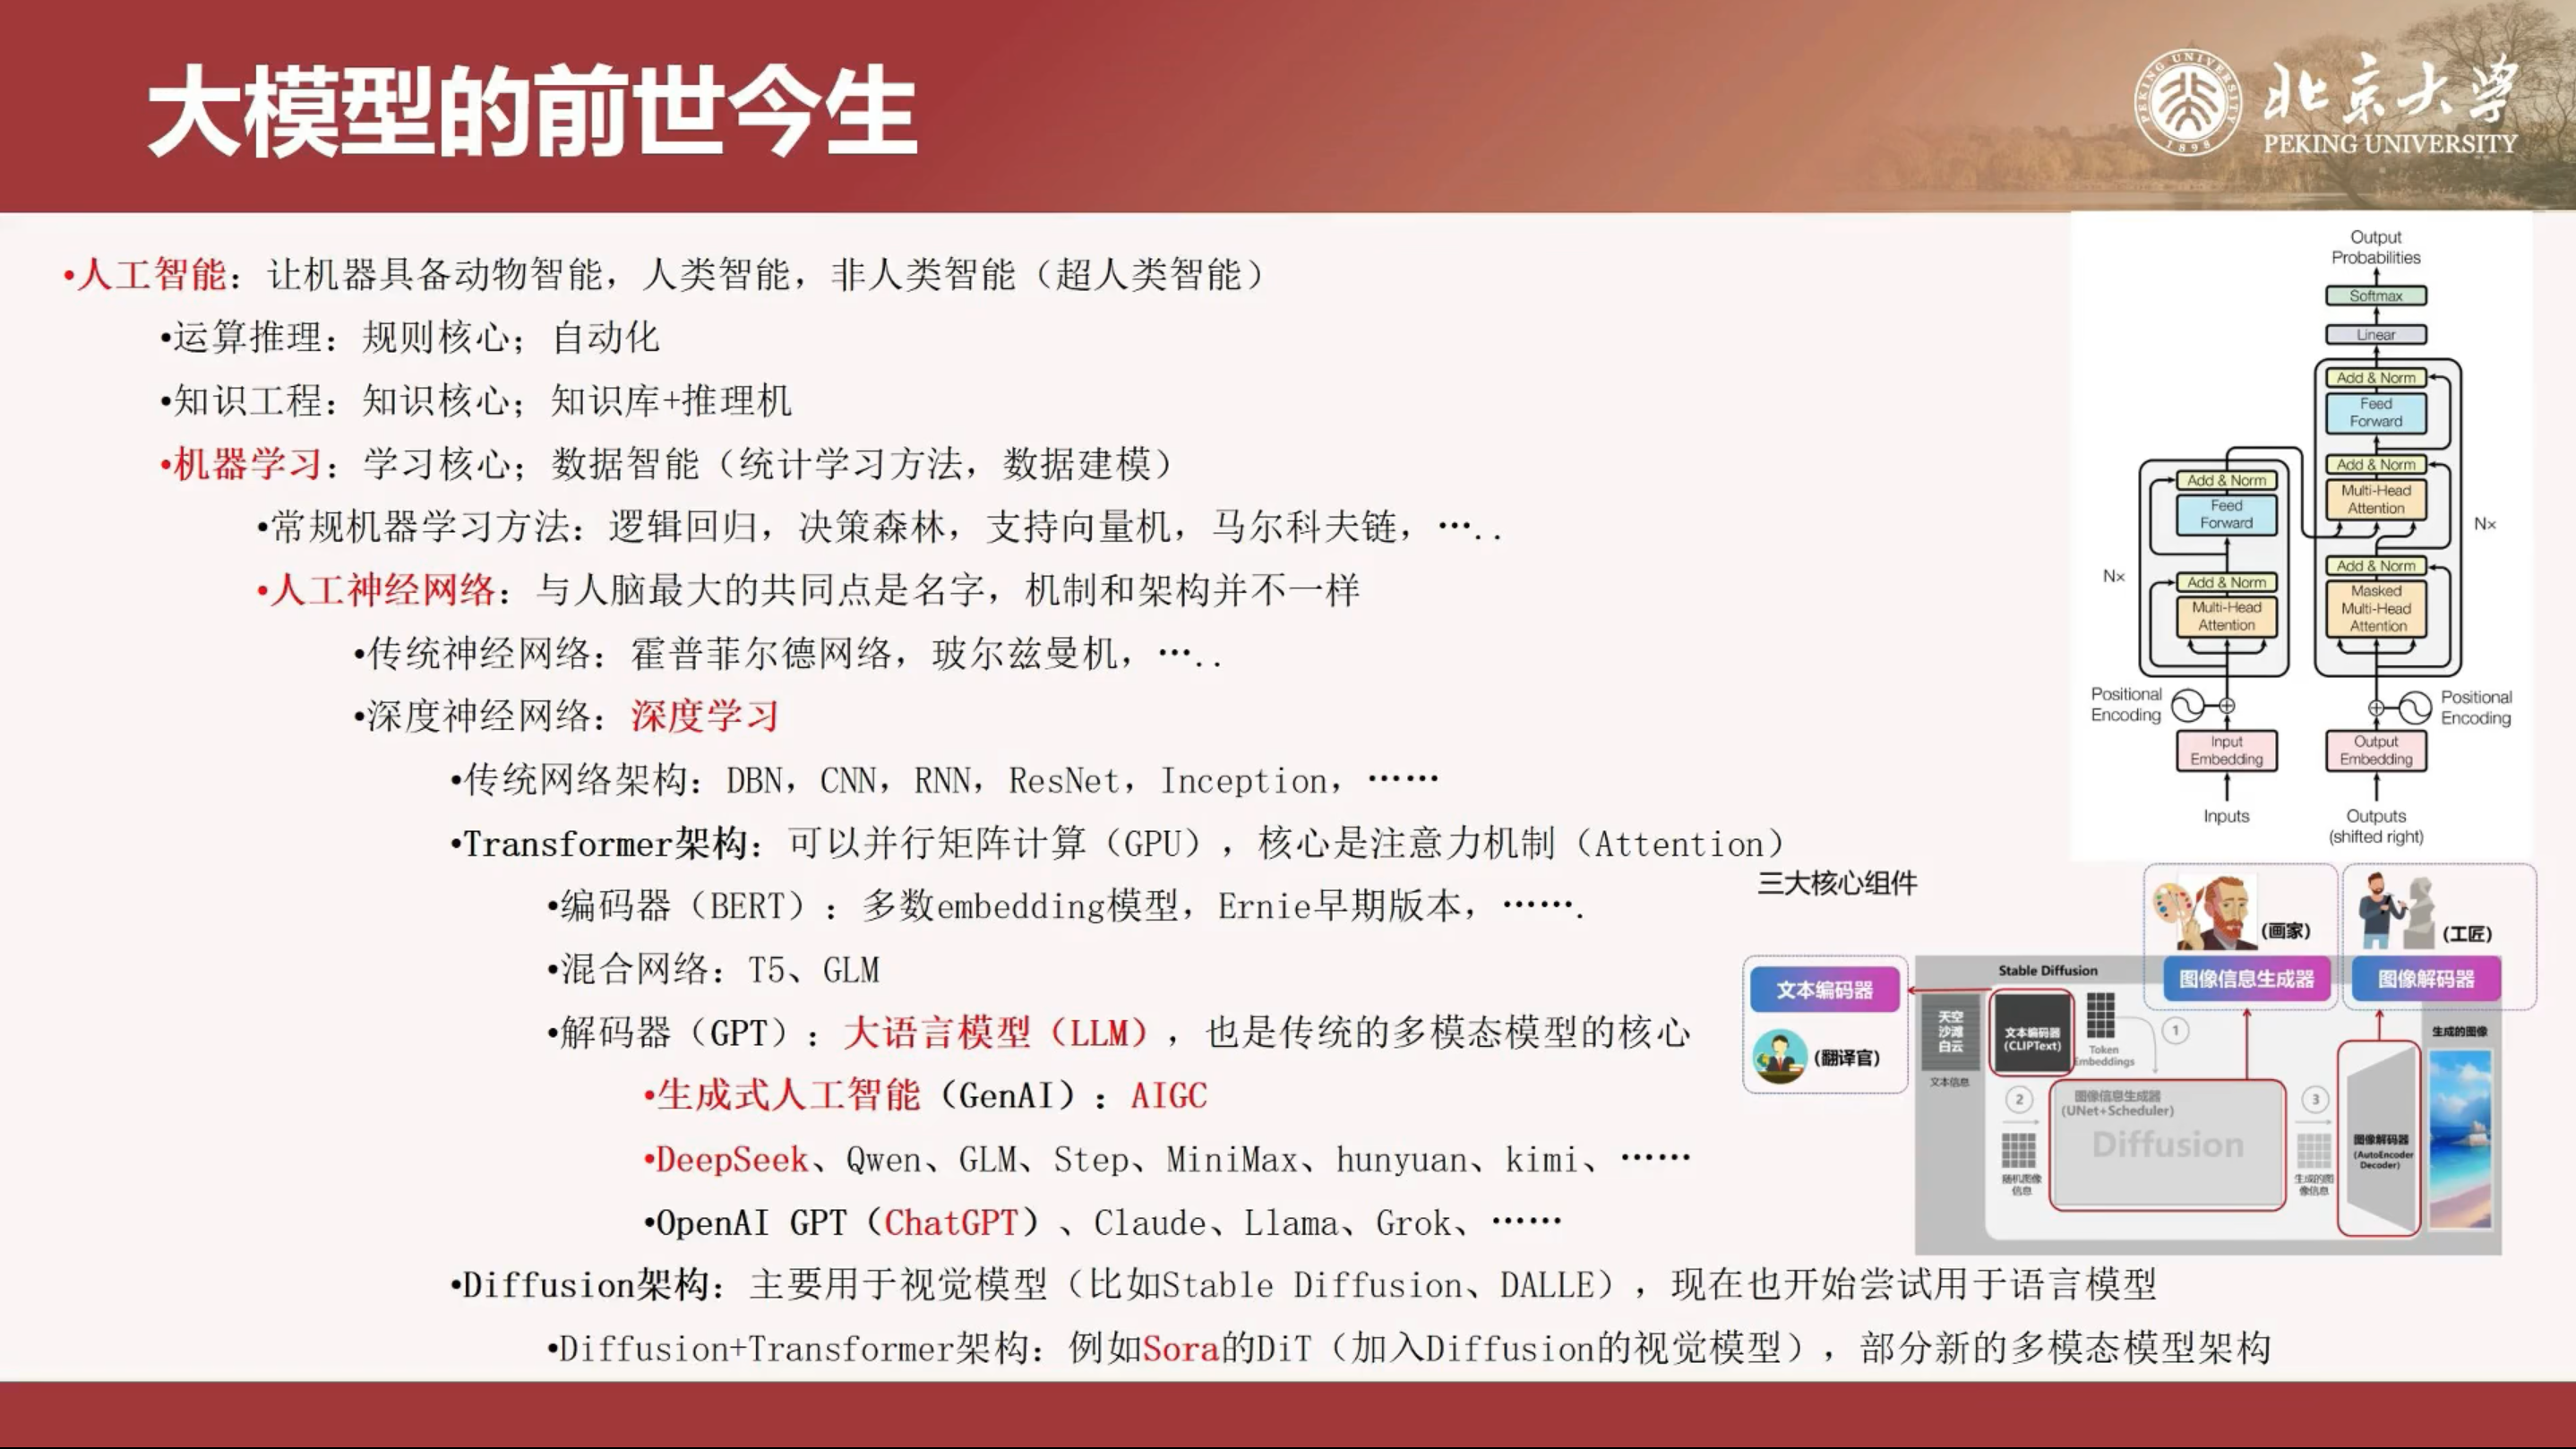 大模型的前世今生
PEKING UNIVERSITY
1898
北京大学
PEKING UNIVERSITY
•人工智能：让机器具备动物智能，人类智能，非人类智能（超人类智能）
•运算推理：规则核心；自动化
•知识工程：知识核心；知识库+推理机
•机器学习：学习核心；数据智能（统计学习方法，数据建模）
•常规机器学习方法：逻辑回归，决策森林，支持向量机，马尔科夫链，…..
•人工神经网络：与人脑最大的共同点是名字，机制和架构并不一样
•传统神经网络：霍普菲尔德网络，玻尔兹曼机，…..
•深度神经网络：深度学习
•传统网络架构：DBN，CNN，RNN，ResNet，Inception，……
•Transformer架构：可以并行矩阵计算（GPU），核心是注意力机制（Attention）
•编码器（BERT）：多数embedding模型，Ernie早期版本，…….
•混合网络：T5、GLM
•解码器（GPT）：大语言模型（LLM），也是传统的多模态模型的核心
•生成式人工智能（GenAI）：AIGC
•DeepSeek、Qwen、GLM、Step、MiniMax、hunyuan、kimi、……
•OpenAI GPT（ChatGPT）、Claude、Llama、Grok、……
•Diffusion架构：主要用于视觉模型（比如Stable Diffusion、DALLE），现在也开始尝试用于语言模型
•Diffusion+Transformer架构：例如Sora的DiT（加入Diffusion的视觉模型），部分新的多模态模型架构
Output
Probabilities
Softmax
Linear
Add & Norm
Feed
Forward
Add & Norm
Multi-Head
Attention
Add & Norm
Masked
Multi-Head
Attention
N×
Add & Norm
Feed
Forward
Add & Norm
Multi-Head
Attention
N×
Positional
Encoding
Positional
Encoding
Input
Embedding
Output
Embedding
Inputs
Outputs
(shifted right)
三大核心组件
(画家)
(工匠)
图像信息生成器
图像解码器
文本编码器
(翻译官)
Stable Diffusion
天空
沙滩
白云
文本信息
文本编码器
(CLIPText)
Token
Embeddings
1
2
随机图像
信息
图像信息生成器
(UNet+Scheduler)
Diffusion
3
生成的图
像信息
图像解码器
(AutoEncoder
Decoder)
生成的图像